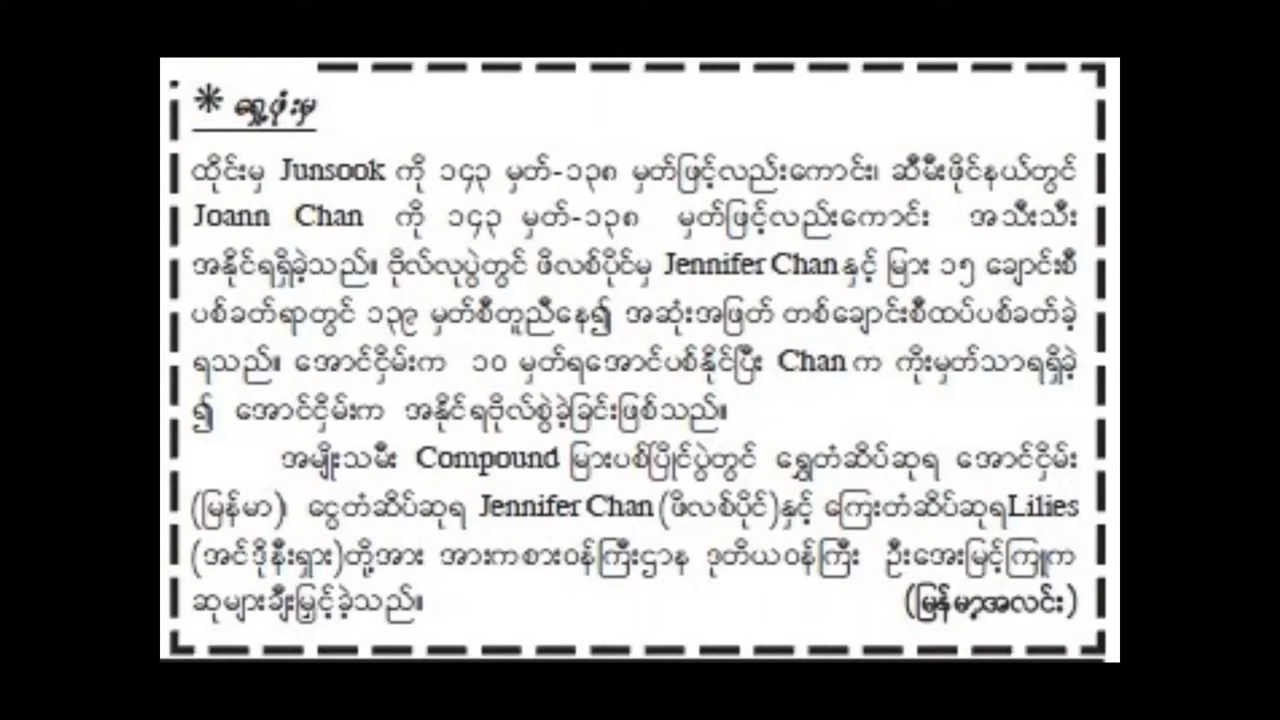 * ရှေ့ဖုံးမှ
ထိုင်းမှ Junsook ကို ၁၄၃ မှတ်-၁၃၈ မှတ်ဖြင့်လည်းကောင်း၊ ဆီမီးဖိုင်နယ်တွင်
Joann Chan ကို ၁၄၃ မှတ်-၁၃၈ မှတ်ဖြင့်လည်းကောင်း အသီးသီး
အနိုင်ရရှိခဲ့သည်။ ဗိုလ်လုပွဲတွင် ဖိလစ်ပိုင်မှ Jennifer Chan နှင့် မြား ၁၅ ချောင်းစီ
ပစ်ခတ်ရာတွင် ၁၃၉ မှတ်စီတူညီနေ၍ အဆုံးအဖြတ် တစ်ချောင်းစီထပ်ပစ်ခတ်ခဲ့
ရသည်။ အောင်ငှိမ်းက ၁၀ မှတ်ရအောင်ပစ်နိုင်ပြီး Chan က ကိုးမှတ်သာရရှိခဲ့
၍ အောင်ငှိမ်းက အနိုင်ရဗိုလ်စွဲခဲ့ခြင်းဖြစ်သည်။
အမျိုးသမီး Compound မြားပစ်ပြိုင်ပွဲတွင် ရွှေတံဆိပ်ဆုရ အောင်ငှိမ်း
(မြန်မာ)၊ ငွေတံဆိပ်ဆုရ Jennifer Chan (ဖိလစ်ပိုင်)နှင့် ကြေးတံဆိပ်ဆုရ Lilies
(အင်ဒိုနီးရှား)တို့အား အားကစားဝန်ကြီးဌာန ဒုတိယဝန်ကြီး ဦးအေးမြင့်ကြူက
ဆုများချီးမြှင့်ခဲ့သည်။ (မြန်မာ့အလင်း)